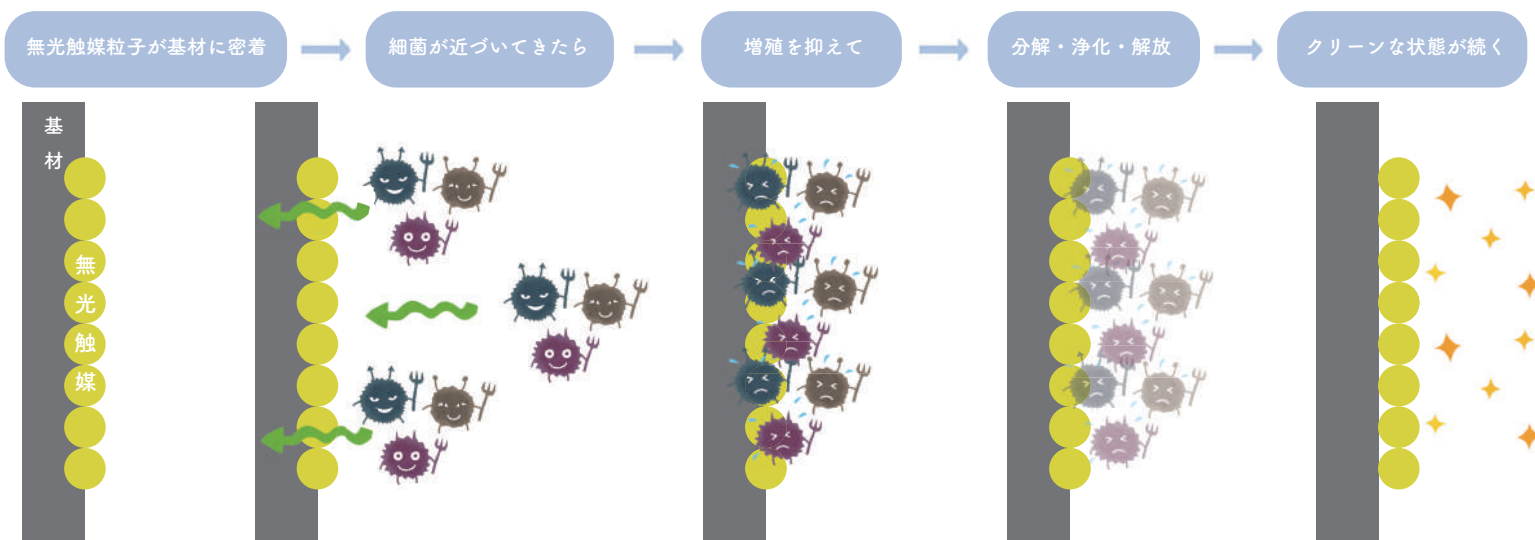 無光触媒粒子が基材に密着
細菌が近づいてきたら
増殖を抑えて
分解・浄化・解放
クリーンな状態が続く
基材
無光触媒